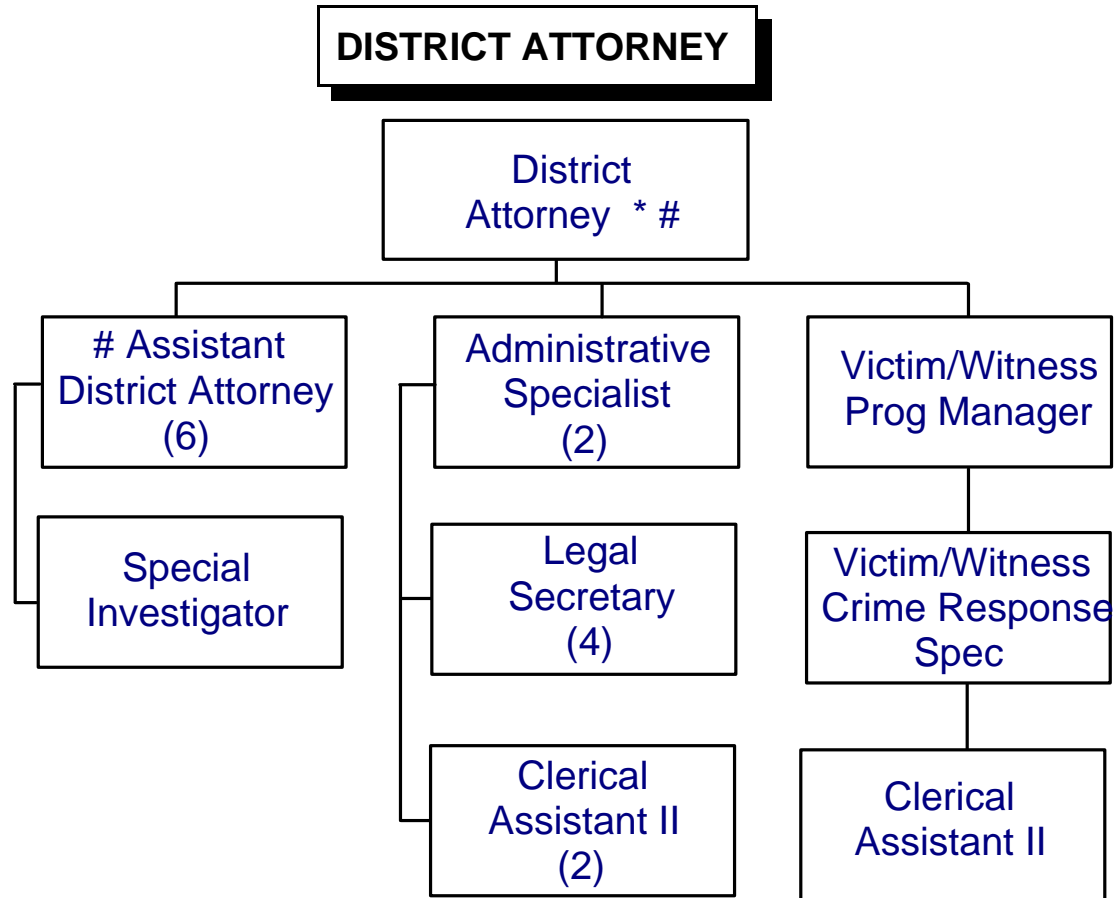 DISTRICT ATTORNEY
District
Attorney * #
# Assistant
District Attorney
(6)
Administrative
Specialist
(2)
Victim/Witness
Prog Manager
Special
Investigator
Legal
Secretary
(4)
Victim/Witness
Crime Response
Spec
Clerical
Assistant II
(2)
Clerical
Assistant II